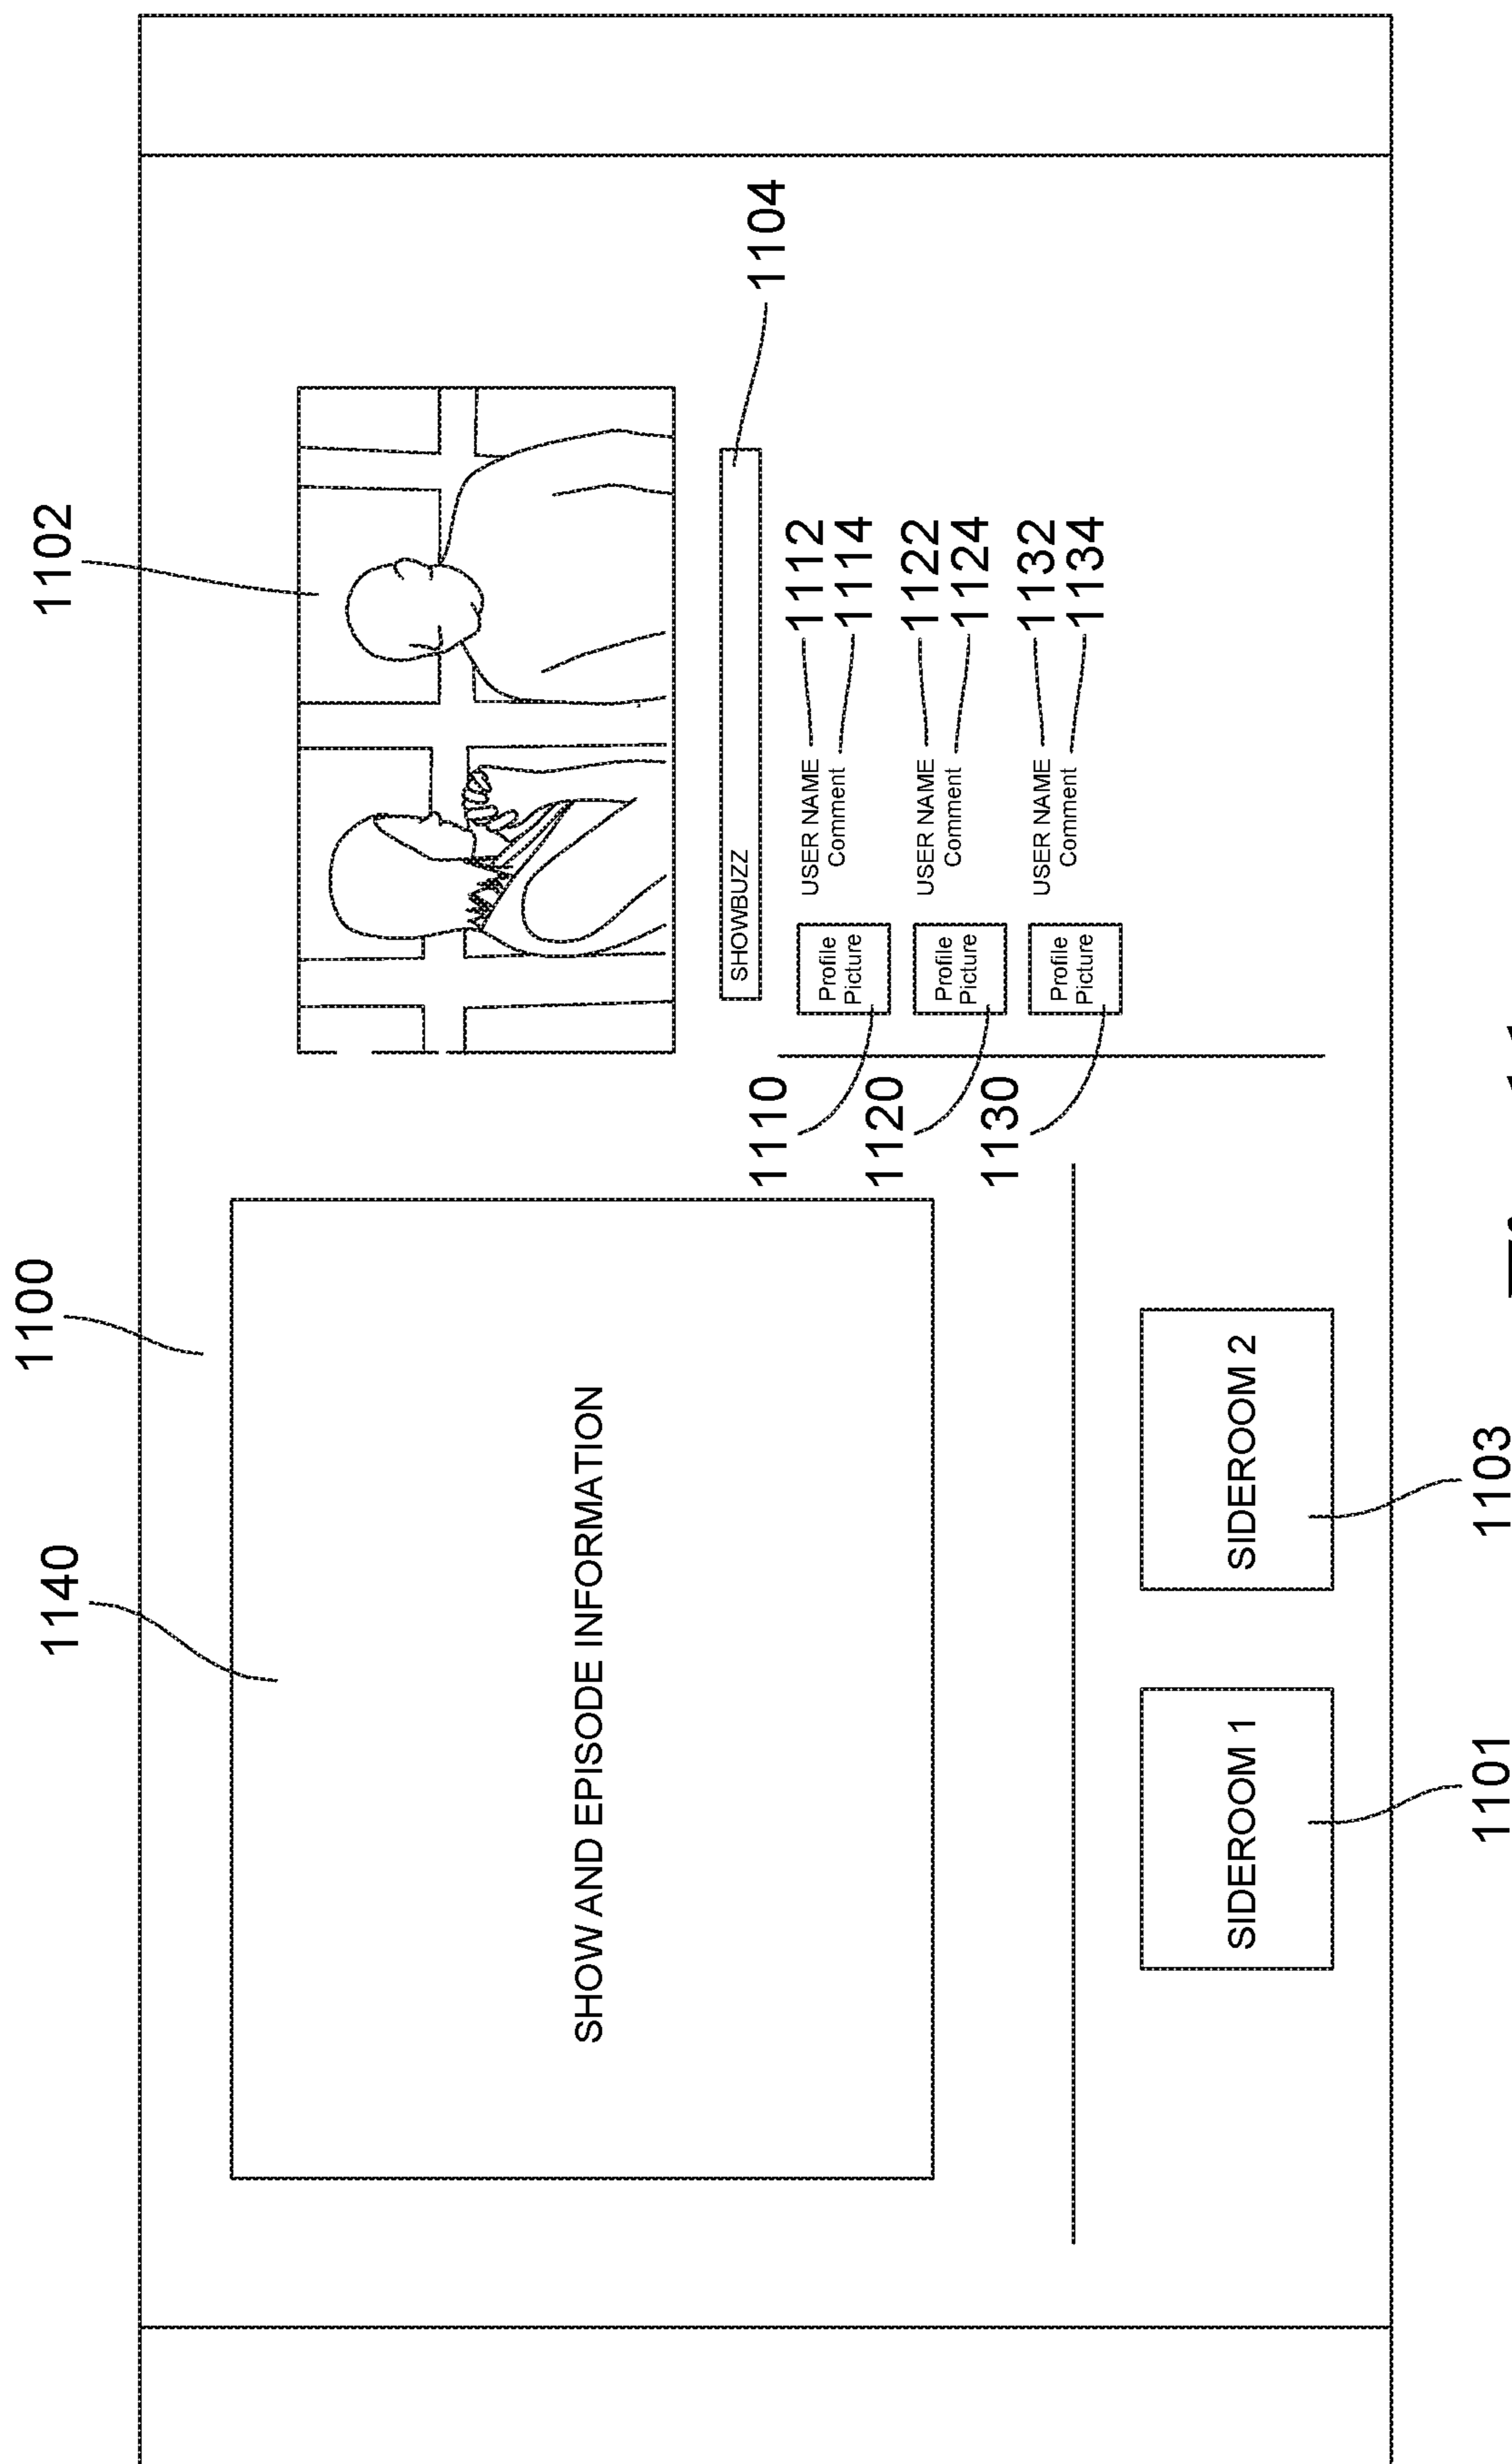 1100
1140
1102
SHOW AND EPISODE INFORMATION
SHOWBUZZ
1104
1110
Profile
Picture
USER NAME
1112
Comment
1114
1120
Profile
Picture
USER NAME
1122
Comment
1124
1130
Profile
Picture
USER NAME
1132
Comment
1134
SIDEROOM 1
SIDEROOM 2
1101
1103